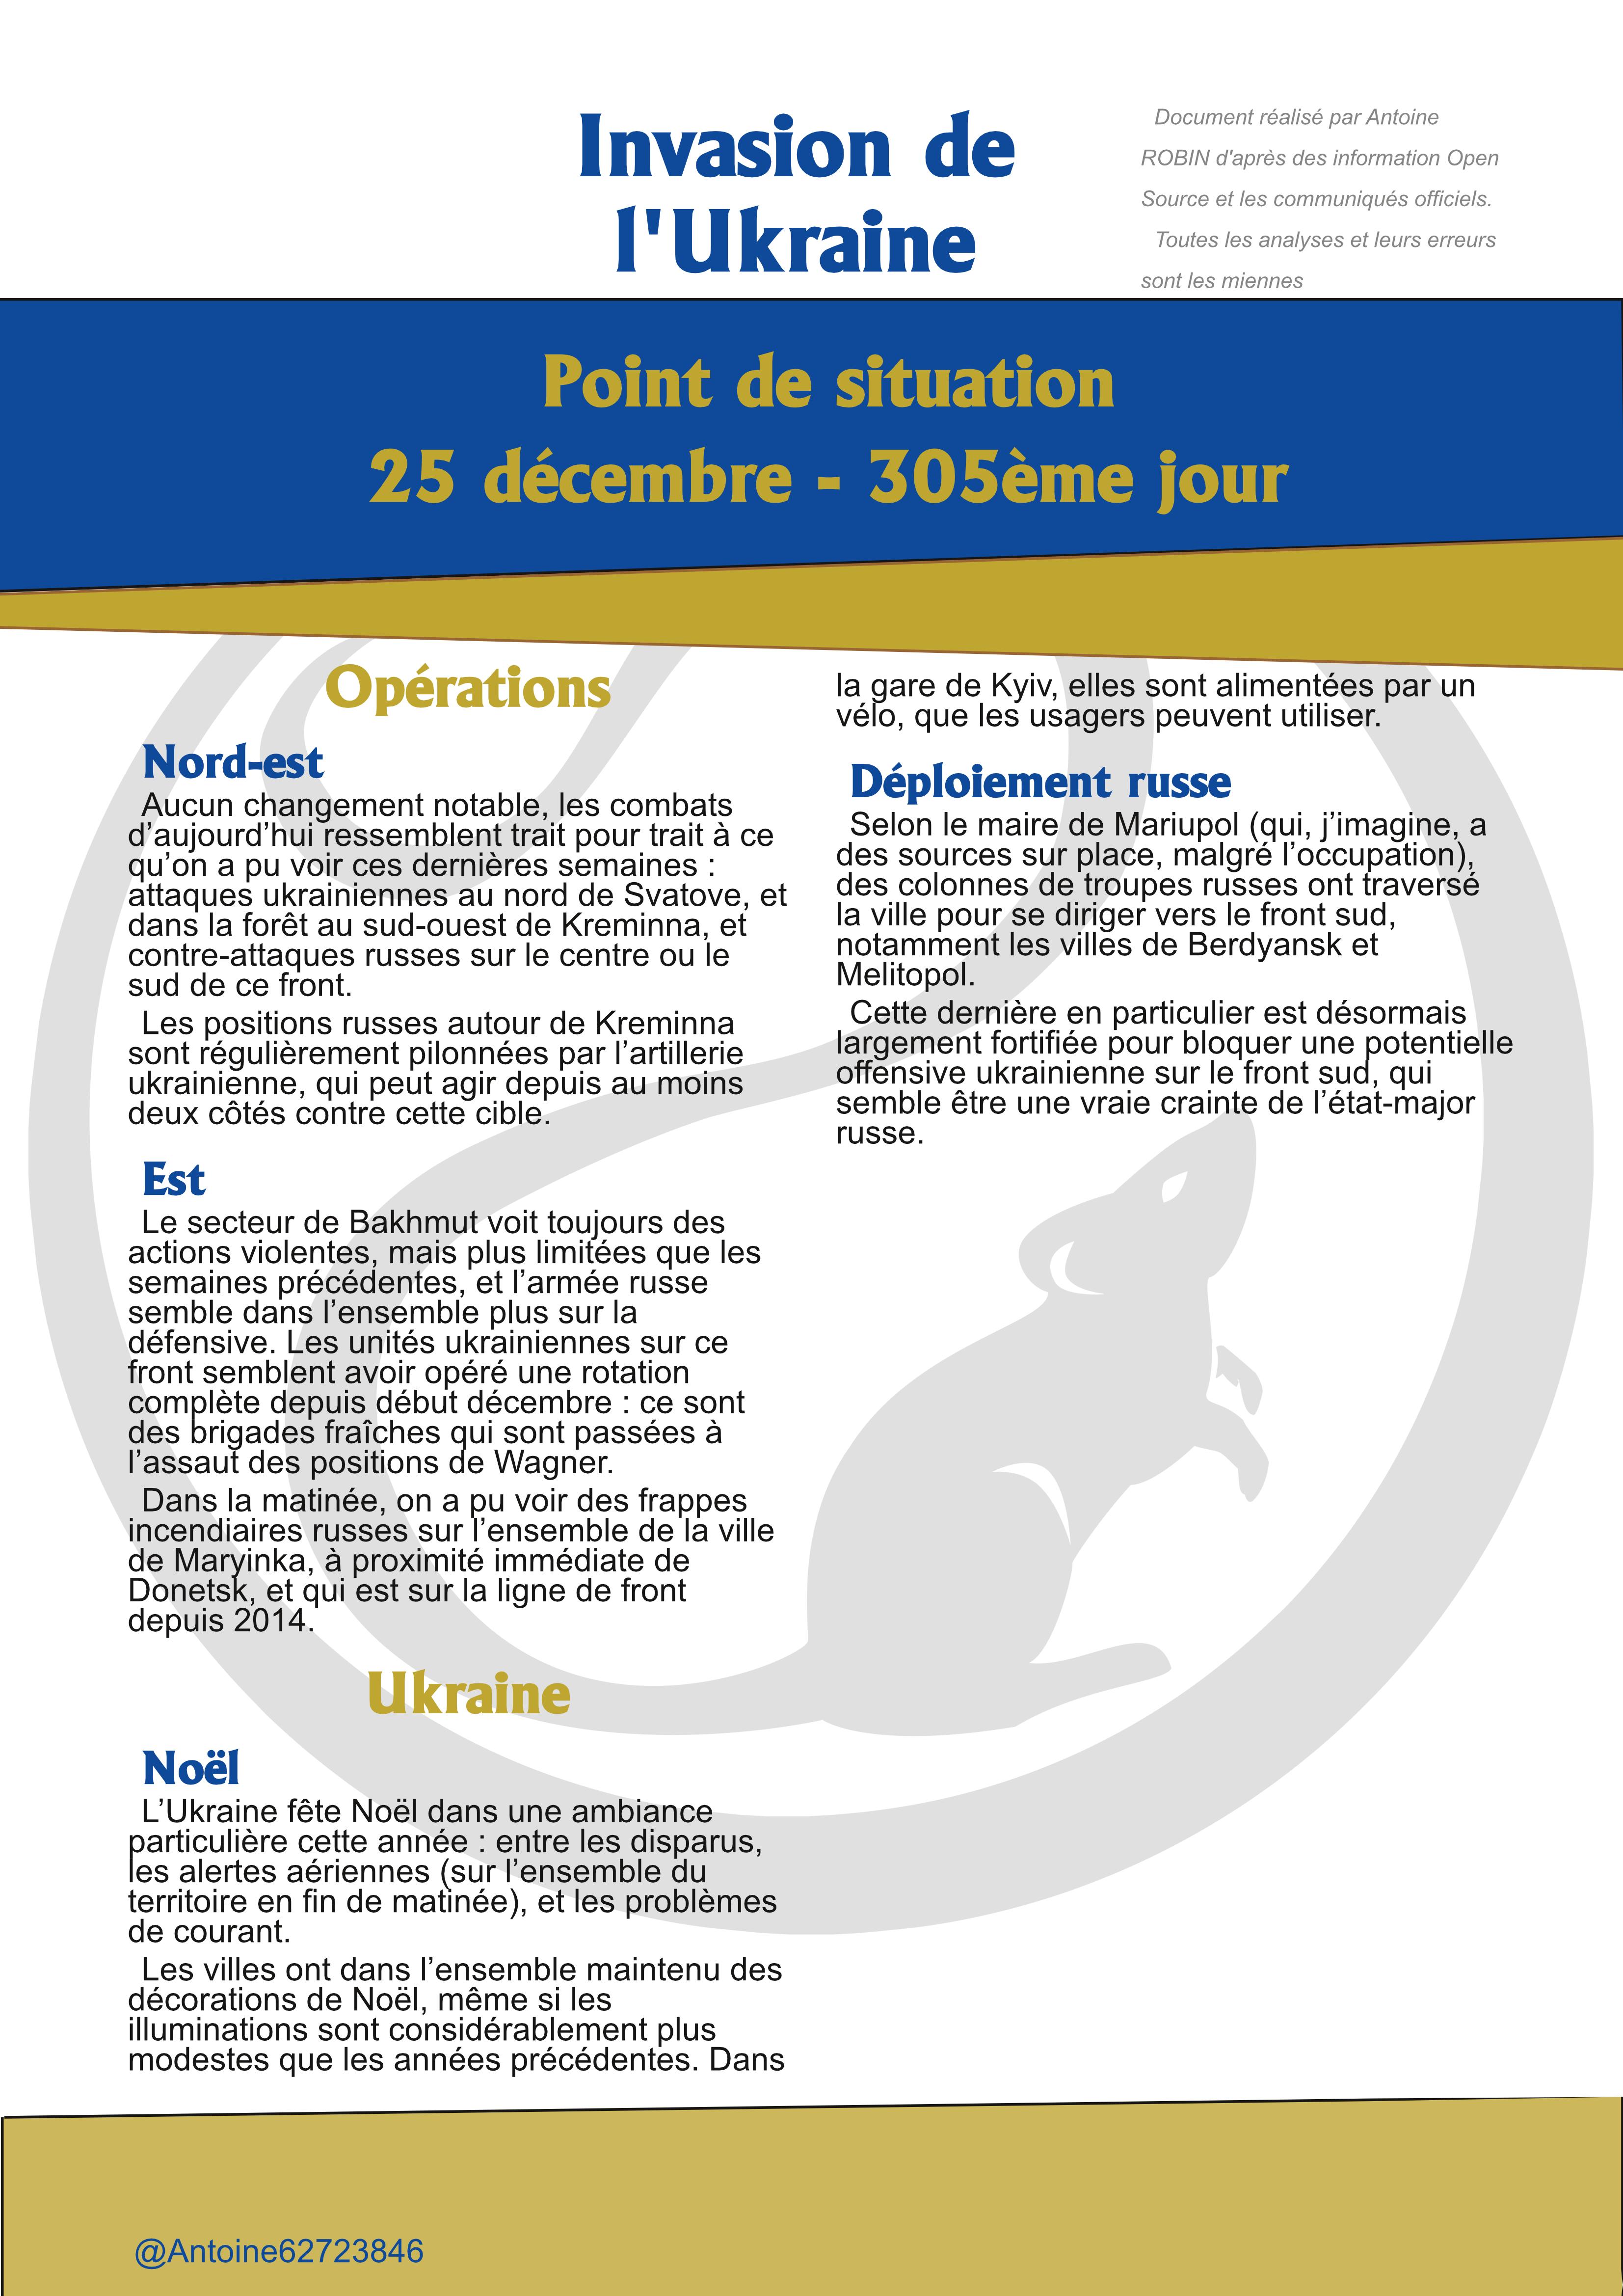 Invasion de
l'Ukraine
Document réalisé par Antoine
ROBIN d'après des information Open
Source et les communiqués officiels.
Toutes les analyses et leurs erreurs
sont les miennes
Point de situation
25 décembre - 305ème jour
Opérations
Nord-est
Aucun changement notable, les combats
d’aujourd’hui ressemblent trait pour trait à ce
qu’on a pu voir ces dernières semaines :
attaques ukrainiennes au nord de Svatove, et
dans la forêt au sud-ouest de Kreminna, et
contre-attaques russes sur le centre ou le
sud de ce front.
Les positions russes autour de Kreminna
sont régulièrement pilonnées par l’artillerie
ukrainienne, qui peut agir depuis au moins
deux côtés contre cette cible.
Est
Le secteur de Bakhmut voit toujours des
actions violentes, mais plus limitées que les
semaines précédentes, et l’armée russe
semble dans l’ensemble plus sur la
défensive. Les unités ukrainiennes sur ce
front semblent avoir opéré une rotation
complète depuis début décembre : ce sont
des brigades fraîches qui sont passées à
l’assaut des positions de Wagner.
Dans la matinée, on a pu voir des frappes
incendiaires russes sur l’ensemble de la ville
de Maryinka, à proximité immédiate de
Donetsk, et qui est sur la ligne de front
depuis 2014.
Ukraine
Noël
L’Ukraine fête Noël dans une ambiance
particulière cette année : entre les disparus,
les alertes aériennes (sur l’ensemble du
territoire en fin de matinée), et les problèmes
de courant.
Les villes ont dans l’ensemble maintenu des
décorations de Noël, même si les
illuminations sont considérablement plus
modestes que les années précédentes. Dans
la gare de Kyiv, elles sont alimentées par un
vélo, que les usagers peuvent utiliser.
Déploiement russe
Selon le maire de Mariupol (qui, j’imagine, a
des sources sur place, malgré l’occupation),
des colonnes de troupes russes ont traversé
la ville pour se diriger vers le front sud,
notamment les villes de Berdyansk et
Melitopol.
Cette dernière en particulier est désormais
largement fortifiée pour bloquer une potentielle
offensive ukrainienne sur le front sud, qui
semble être une vraie crainte de l’état-major
russe.
@Antoine62723846